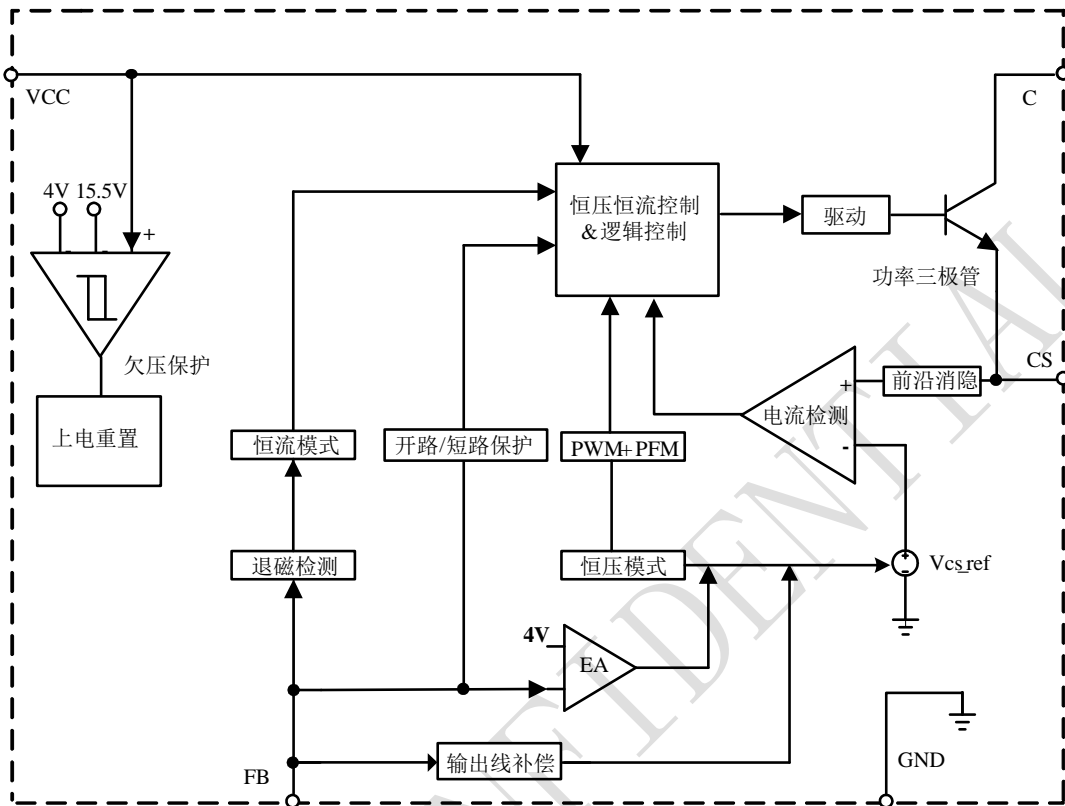 VCC
C
4V
15.5V
+
-
-
恒压恒流控制
&逻辑控制
驱动
功率三极管
欠压保护
上电重置
CS
前沿消隐
+
电流检测
-
恒流模式
开路/短路保护
PWM+PFM
退磁检测
恒压模式
+
-
Vcs_ref
4V
EA
FB
输出线补偿
GND
NFIDENTIAL